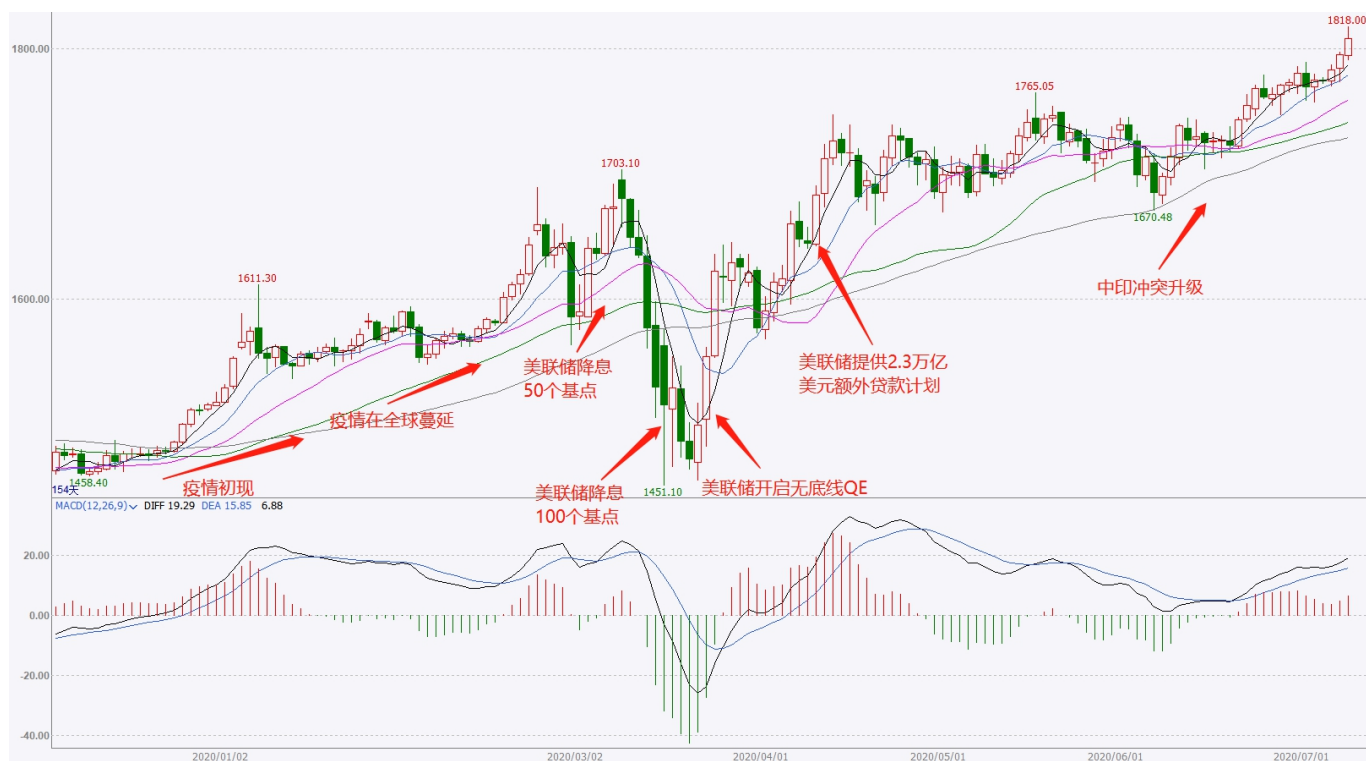 1818.00
1800.00
1765.05
1703.10
1670.48
1611.30
1600.00
中印冲突升级
美联储降息
50个基点
美联储提供2.3万亿
美元额外贷款计划
疫情在全球蔓延
1458.40
疫情初现
154天
美联储降息
100个基点
1451.10
美联储开启无底线QE
MACD(12,26,9) DIFF 19.29 DEA 15.85 6.88
20.00
0.00
-20.00
-40.00
2020/01/02 2020/03/02 2020/04/01 2020/05/01 2020/06/01 2020/07/01